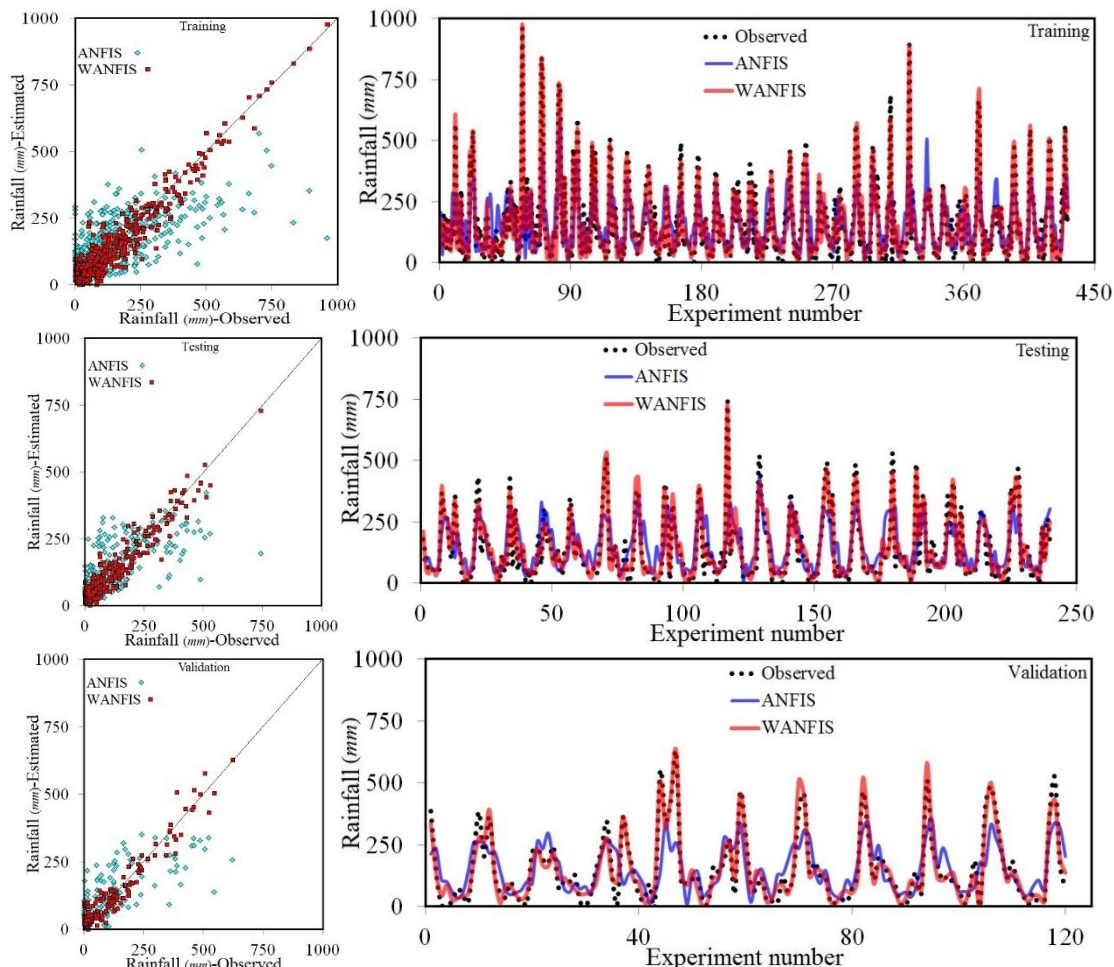 Training
ANFIS
WANFIS
1000
750
500
250
0
Rainfall (mm)-Estimated
0 250 500 750 1000
Rainfall (mm)-Observed
Training
Observed
ANFIS
WANFIS
1000
750
500
250
0
Rainfall (mm)
0 90 180 270 360 450
Experiment number
Testing
ANFIS
WANFIS
1000
750
500
250
0
Rainfall (mm)-Estimated
0 250 500 750 1000
Rainfall (mm)-Observed
Testing
Observed
ANFIS
WANFIS
1000
750
500
250
0
Rainfall (mm)
0 50 100 150 200 250
Experiment number
Validation
ANFIS
WANFIS
1000
750
500
250
0
Rainfall (mm)-Estimated
0 250 500 750 1000
Rainfall (mm)-Observed
Validation
Observed
ANFIS
WANFIS
1000
750
500
250
0
Rainfall (mm)
0 40 80 120
Experiment number